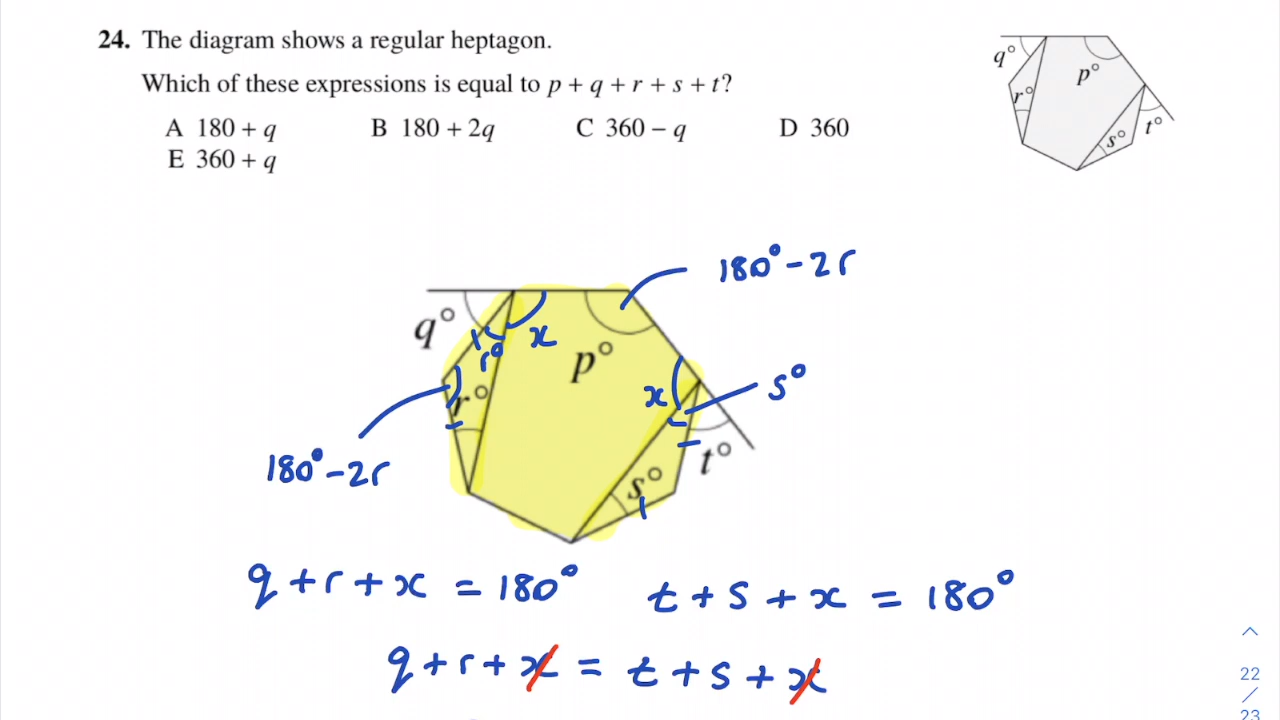 24. The diagram shows a regular heptagon.
Which of these expressions is equal to p + q + r + s + t?
A 180 + q B 180 + 2q C 360 − q D 360
E 360 + q
q° p° r° s° t°
180° − 2r
q° x r° p°
x s°
r° t°
180° − 2r s°
q + r + x = 180° t + s + x = 180°
q + r + x = t + s + x
22
/
23